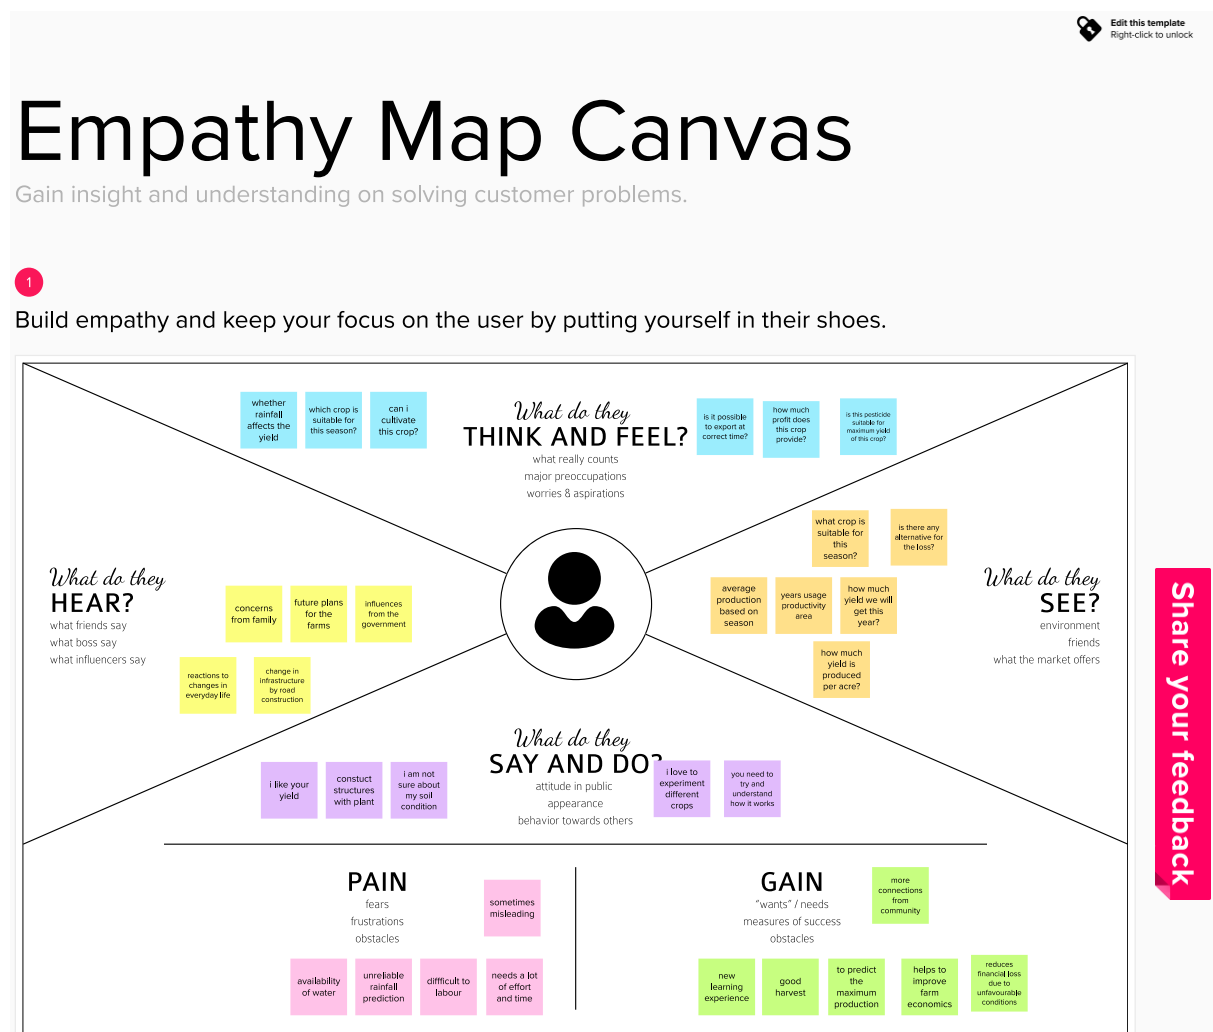 Edit this template
Right-click to unlock
Empathy Map Canvas
Gain insight and understanding on solving customer problems.
1
Build empathy and keep your focus on the user by putting yourself in their shoes.
whether
rainfall
affects the
yield
which crop is
suitable for
this season?
can i
cultivate
this crop?
What do they
THINK AND FEEL?
what really counts
major preoccupations
worries & aspirations
is it possible
to export at
correct time?
how much
profit does
this crop
provide?
is this pesticide
suitable for
maximum yield
of this crop?
What do they
HEAR?
what friends say
what boss say
what influencers say
concerns
from family
future plans
for the
farms
influences
from the
government
reactions to
changes in
everyday life
change in
infrastructure
by road
construction
what crop is
suitable for
this
season?
is there any
alternative for
the loss?
average
production
based on
season
years usage
productivity
area
how much
yield we will
get this
year?
how much
yield is
produced
per acre?
What do they
SEE?
environment
friends
what the market offers
What do they
SAY AND DO?
attitude in public
appearance
behavior towards others
i like your
yield
constuct
structures
with plant
i am not
sure about
my soil
condition
i love to
experiment
different
crops
you need to
try and
understand
how it works
PAIN
fears
frustrations
obstacles
sometimes
misleading
availability
of water
unreliable
rainfall
prediction
diffficult to
labour
needs a lot
of effort
and time
GAIN
"wants" / needs
measures of success
obstacles
more
connections
from
community
new
learning
experience
good
harvest
to predict
the
maximum
production
helps to
improve
farm
economics
reduces
financial loss
due to
unfavourable
conditions
Share your feedback